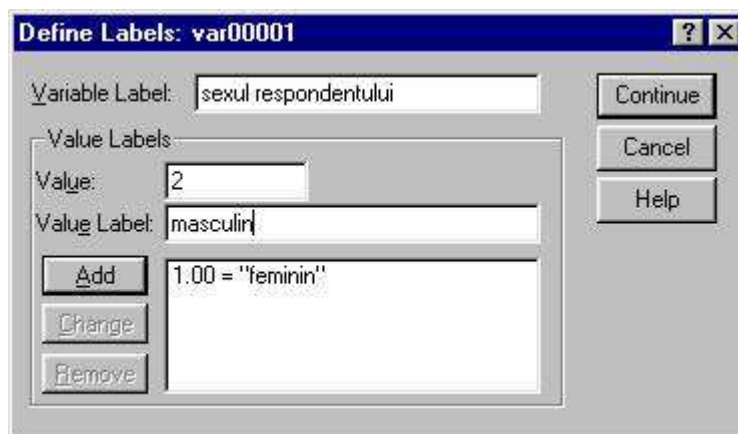 Define Labels: var00001
? X
Variable Label: sexul respondentului
Continue
Value Labels
Cancel
Value: 2
Help
Value Label: masculin
Add
1.00 = "feminin"
Change
Remove